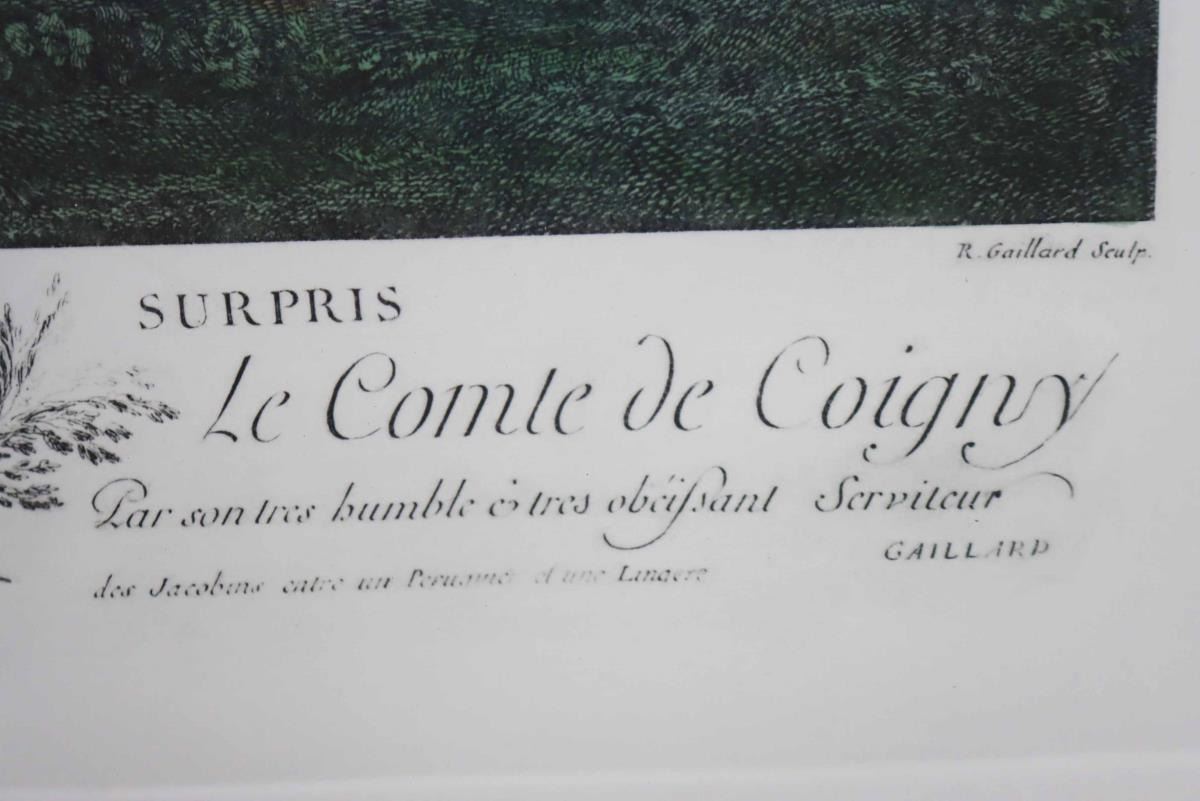 R. Gaillard Sculp.
SURPRIS
Le Comte de Coigny
Par son tres humble & tres obéissant Serviteur
GAILLARD
des Jacobins entre un Peruquier et une Lingere